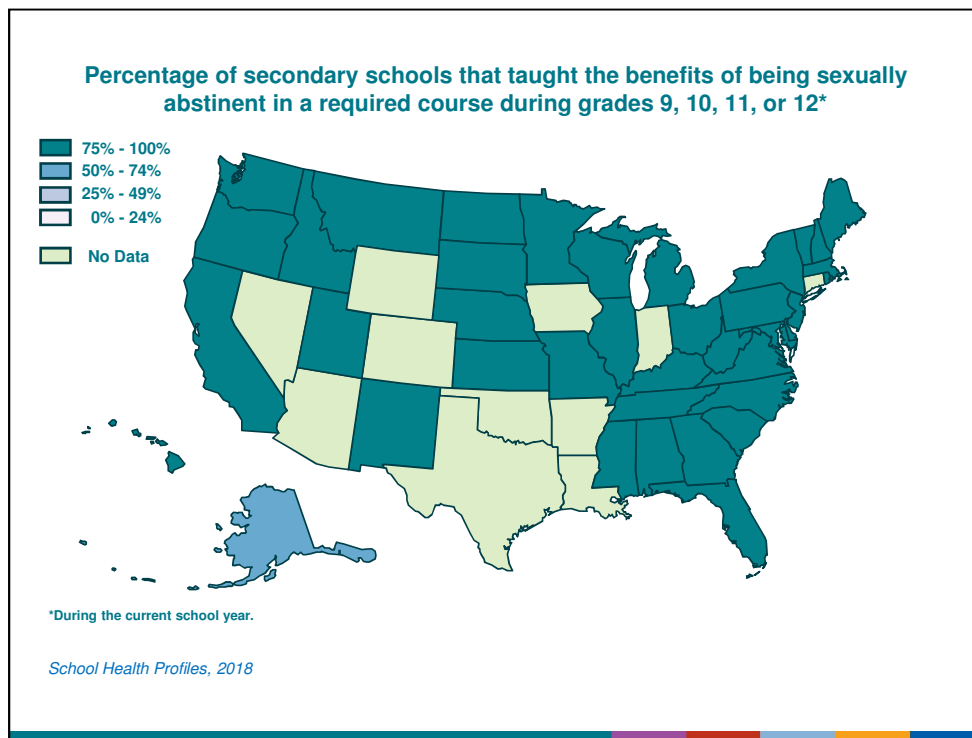 Percentage of secondary schools that taught the benefits of being sexually
abstinent in a required course during grades 9, 10, 11, or 12*
75% - 100%
50% - 74%
25% - 49%
0% - 24%
No Data
*During the current school year.
School Health Profiles, 2018